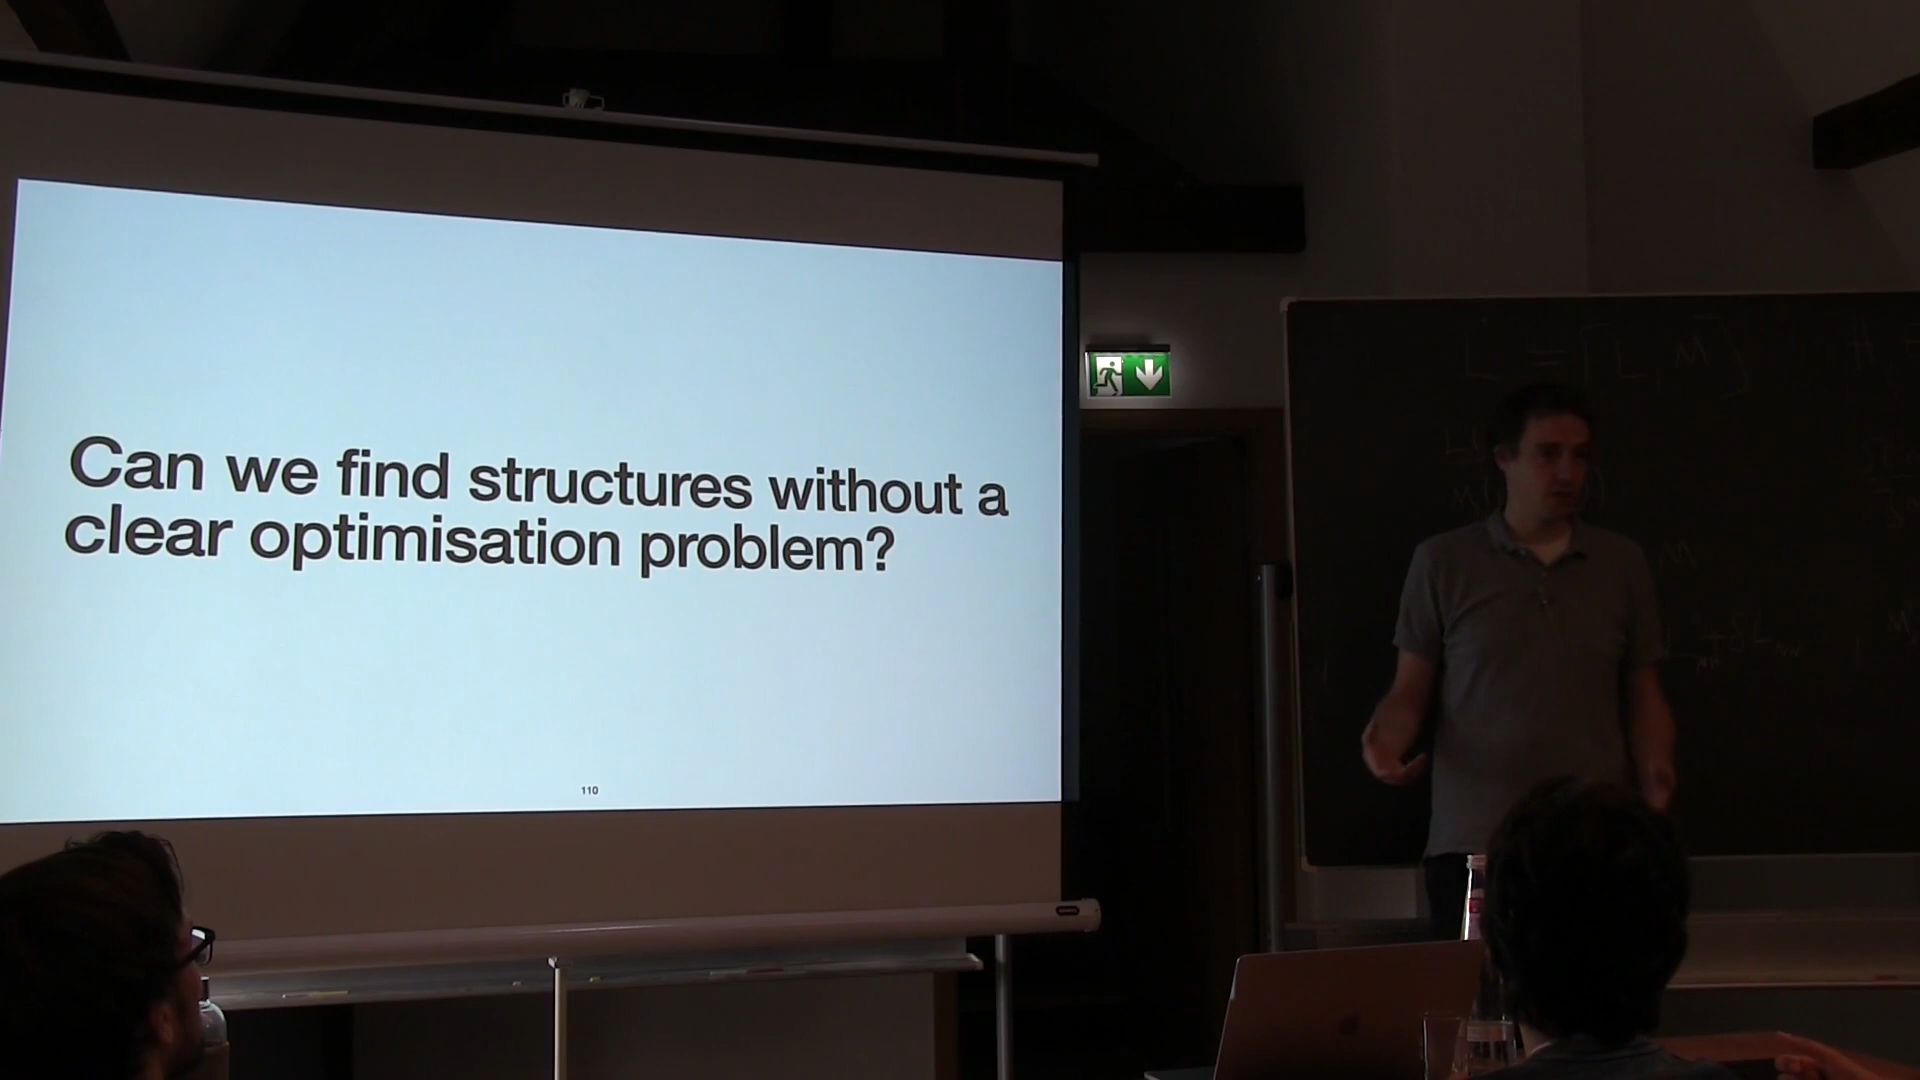 Can we find structures without a
clear optimisation problem?
110
L = [L, M]